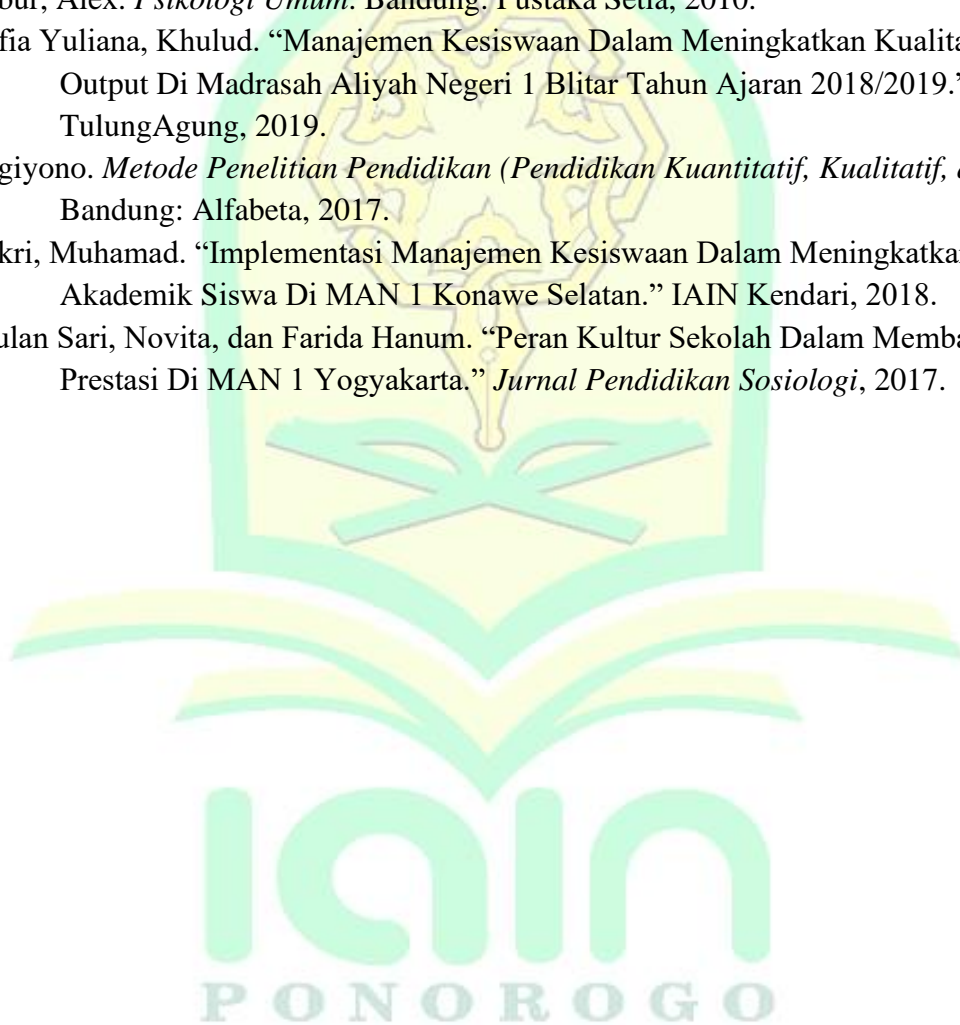 bur, Alex. Psikologi Umum. Bandung: Pustaka Setia, 2010.
fia Yuliana, Khulud. “Manajemen Kesiswaan Dalam Meningkatkan Kualita
Output Di Madrasah Aliyah Negeri 1 Blitar Tahun Ajaran 2018/2019.”
TulungAgung, 2019.
giyono. Metode Penelitian Pendidikan (Pendidikan Kuantitatif, Kualitatif,
Bandung: Alfabeta, 2017.
kri, Muhamad. “Implementasi Manajemen Kesiswaan Dalam Meningkatkan
Akademik Siswa Di MAN 1 Konawe Selatan.” IAIN Kendari, 2018.
ulan Sari, Novita, dan Farida Hanum. “Peran Kultur Sekolah Dalam Memba
Prestasi Di MAN 1 Yogyakarta.” Jurnal Pendidikan Sosiologi, 2017.
iain
PONOROGO